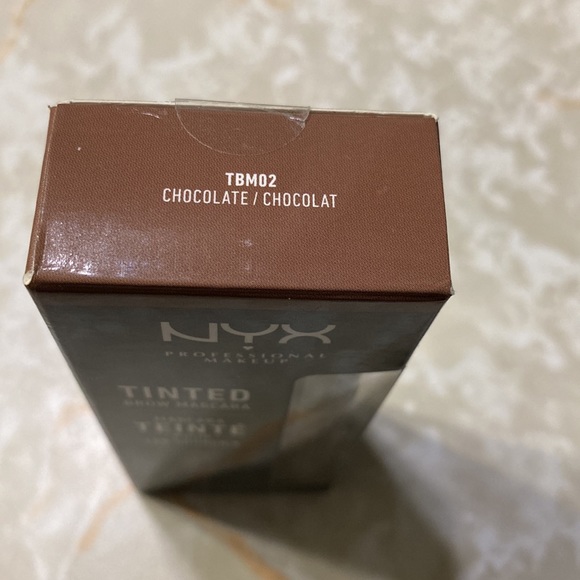 TBM02
CHOCOLATE / CHOCOLAT
NYX
PROFESSIONAL
MAKEUP
TINTED
BROW MASCARA
TEINTÉ